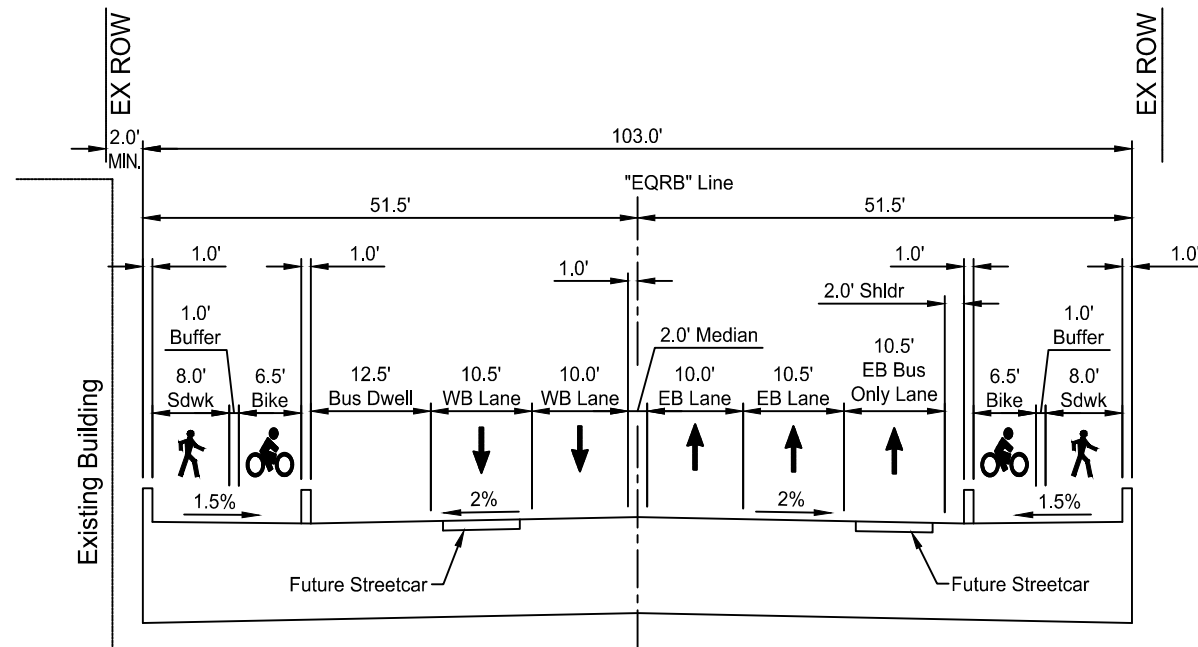 EX ROW
EX ROW
2.0'
MIN.
103.0'
"EQRB" Line
51.5'
51.5'
1.0'
1.0'
1.0'
1.0'
1.0'
2.0' Shldr
1.0'
Buffer
2.0' Median
1.0'
Buffer
8.0'
Sdwk
6.5'
Bike
12.5'
Bus Dwell
10.5'
WB Lane
10.0'
WB Lane
10.0'
EB Lane
10.5'
EB Lane
10.5'
EB Bus
Only Lane
6.5'
Bike
8.0'
Sdwk
Existing Building
1.5%
2%
2%
1.5%
Future Streetcar
Future Streetcar